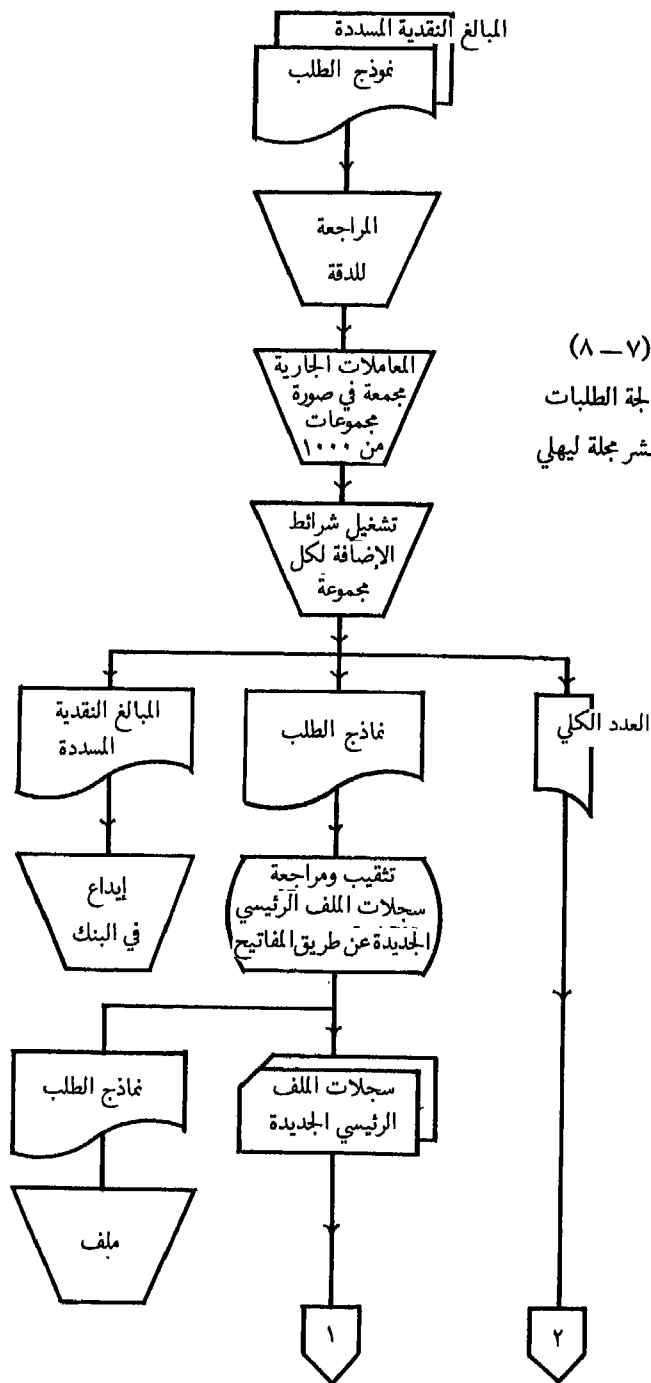 المبالغ النقدية المسددة
نموذج الطلب
المراجعة
للدقة
المعاملات الجارية
مجمعة في صورة
مجموعات
من ١٠٠٠
(٧ – ٨)
لجة الطلبات
شر مجلة ليهلي
تشغيل شرائط
الإضافة لكل
مجموعة
المبالغ النقدية
المسددة
نماذج الطلب
العدد الكلي
إيداع
في البنك
تثقيب ومراجعة
سجلات الملف الرئيسي
الجديدة عن طريق المفاتيح
نماذج الطلب
سجلات الملف
الرئيسي الجديدة
ملف
١
٢